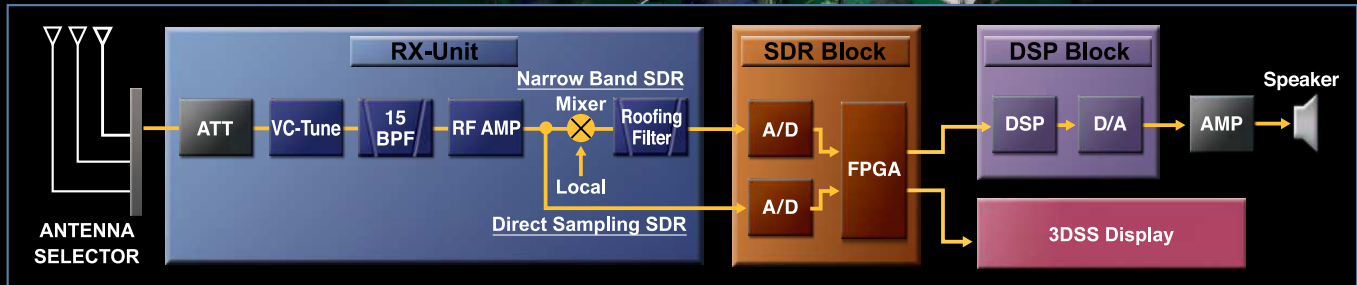 RX-Unit
SDR Block
DSP Block
Narrow Band SDR
Mixer
Speaker
ATT
VC-Tune
15
BPF
RF AMP
Roofing
Filter
A/D
FPGA
DSP
D/A
AMP
Local
A/D
Direct Sampling SDR
ANTENNA
SELECTOR
3DSS Display